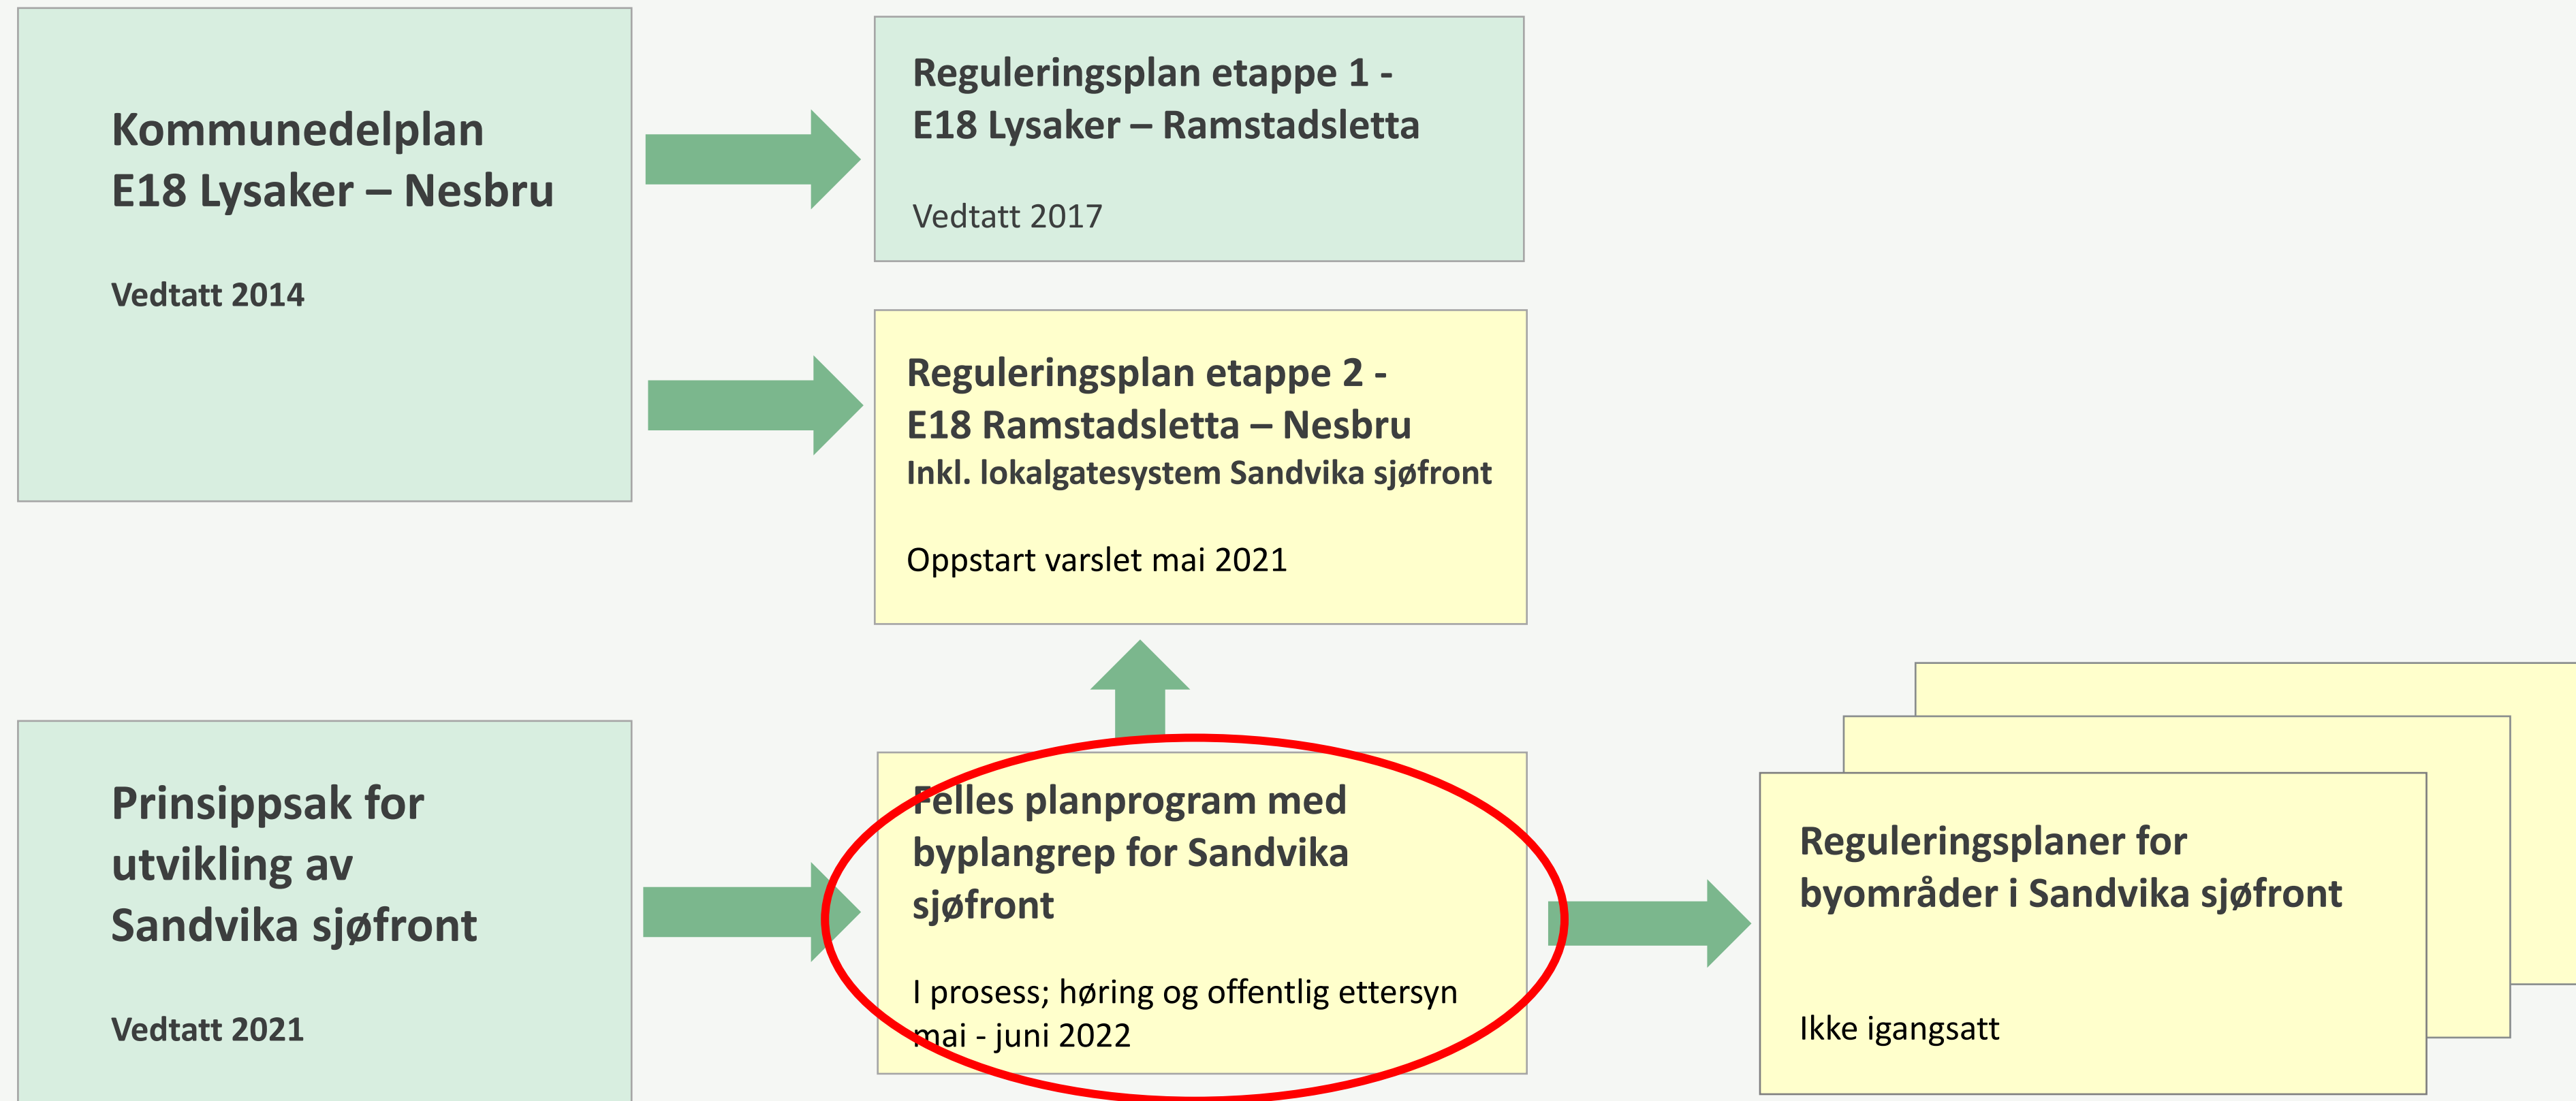 Kommunedelplan
E18 Lysaker – Nesbru
Vedtatt 2014
Reguleringsplan etappe 1 -
E18 Lysaker – Ramstadsletta
Vedtatt 2017
Reguleringsplan etappe 2 -
E18 Ramstadsletta – Nesbru
Inkl. lokalgatesystem Sandvika sjøfront
Oppstart varslet mai 2021
Prinsippsak for
utvikling av
Sandvika sjøfront
Vedtatt 2021
Felles planprogram med
byplangrep for Sandvika
sjøfront
I prosess; høring og offentlig ettersyn
mai - juni 2022
Reguleringsplaner for
byområder i Sandvika sjøfront
Ikke igangsatt